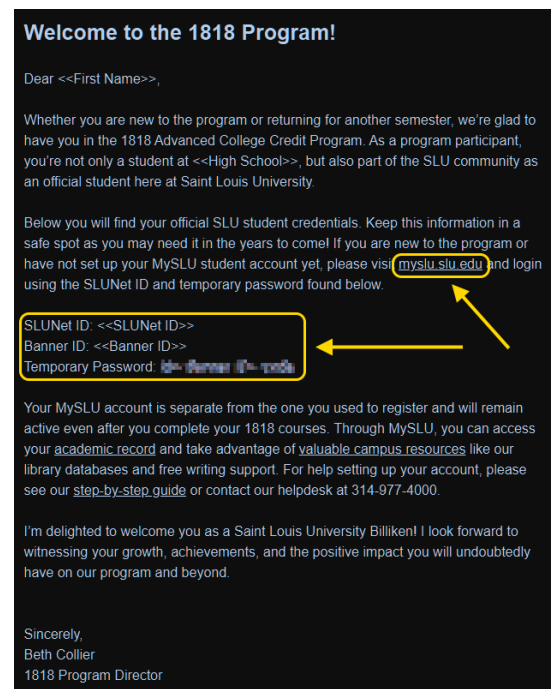 Welcome to the 1818 Program!
Dear <<First Name>>,
Whether you are new to the program or returning for another semester, we're glad to
have you in the 1818 Advanced College Credit Program. As a program participant,
you're not only a student at <<High School>>, but also part of the SLU community as
an official student here at Saint Louis University.
Below you will find your official SLU student credentials. Keep this information in a
safe spot as you may need it in the years to come! If you are new to the program or
have not set up your MySLU student account yet, please visit myslu.slu.edu and login
using the SLUNet ID and temporary password found below.
SLUNet ID: <<SLUNet ID>>
Banner ID: <<Banner ID>>
Temporary Password:
Your MySLU account is separate from the one you used to register and will remain
active even after you complete your 1818 courses. Through MySLU, you can access
your academic record and take advantage of valuable campus resources like our
library databases and free writing support. For help setting up your account, please
see our step-by-step guide or contact our helpdesk at 314-977-4000.
I'm delighted to welcome you as a Saint Louis University Billiken! I look forward to
witnessing your growth, achievements, and the positive impact you will undoubtedly
have on our program and beyond.
Sincerely,
Beth Collier
1818 Program Director